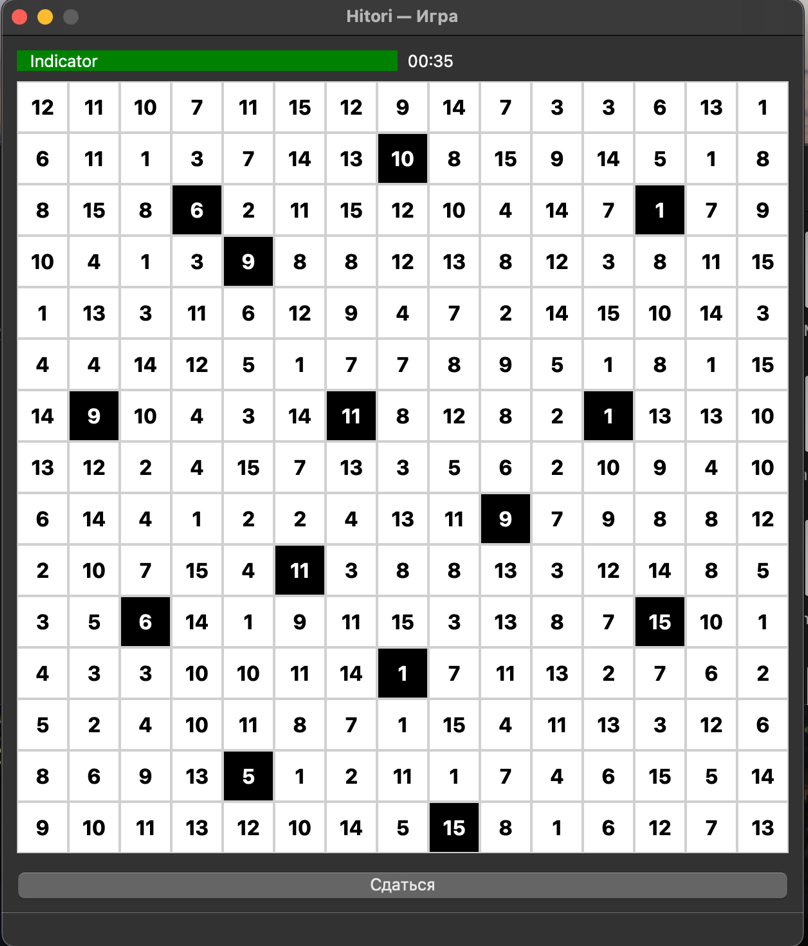 Hitori — Игра
Indicator 00:35
12 11 10 7 11 15 12 9 14 7 3 3 6 13 1
6 11 1 3 7 14 13 10 8 15 9 14 5 1 8
8 15 8 6 2 11 15 12 10 4 14 7 1 7 9
10 4 1 3 9 8 8 12 13 8 12 3 8 11 15
1 13 3 11 6 12 9 4 7 2 14 15 10 14 3
4 4 14 12 5 1 7 7 8 9 5 1 8 1 15
14 9 10 4 3 14 11 8 12 8 2 1 13 13 10
13 12 2 4 15 7 13 3 5 6 2 10 9 4 10
6 14 4 1 2 2 4 13 11 9 7 9 8 8 12
2 10 7 15 4 11 3 8 8 13 3 12 14 8 5
3 5 6 14 1 9 11 15 3 13 8 7 15 10 1
4 3 3 10 10 11 14 1 7 11 13 2 7 6 2
5 2 4 10 11 8 7 1 15 4 11 13 3 12 6
8 6 9 13 5 1 2 11 1 7 4 6 15 5 14
9 10 11 13 12 10 14 5 15 8 1 6 12 7 13
Сдаться